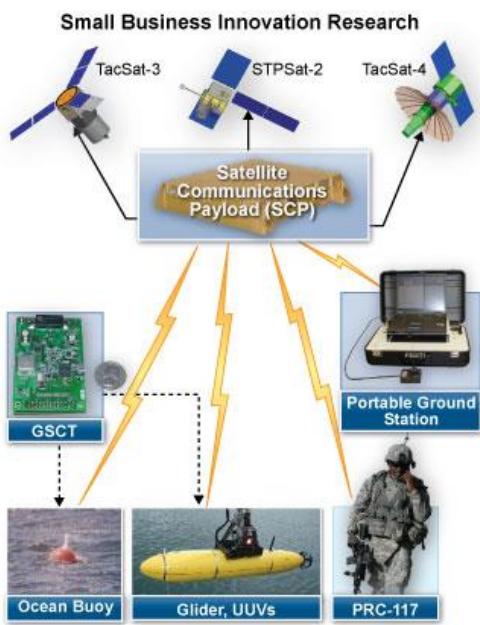 Small Business Innovation Research
TacSat-3
STPSat-2
TacSat-4
Satellite
Communications
Payload (SCP)
GSCT
Portable Ground
Station
Ocean Buoy
Glider, UUVs
PRC-117